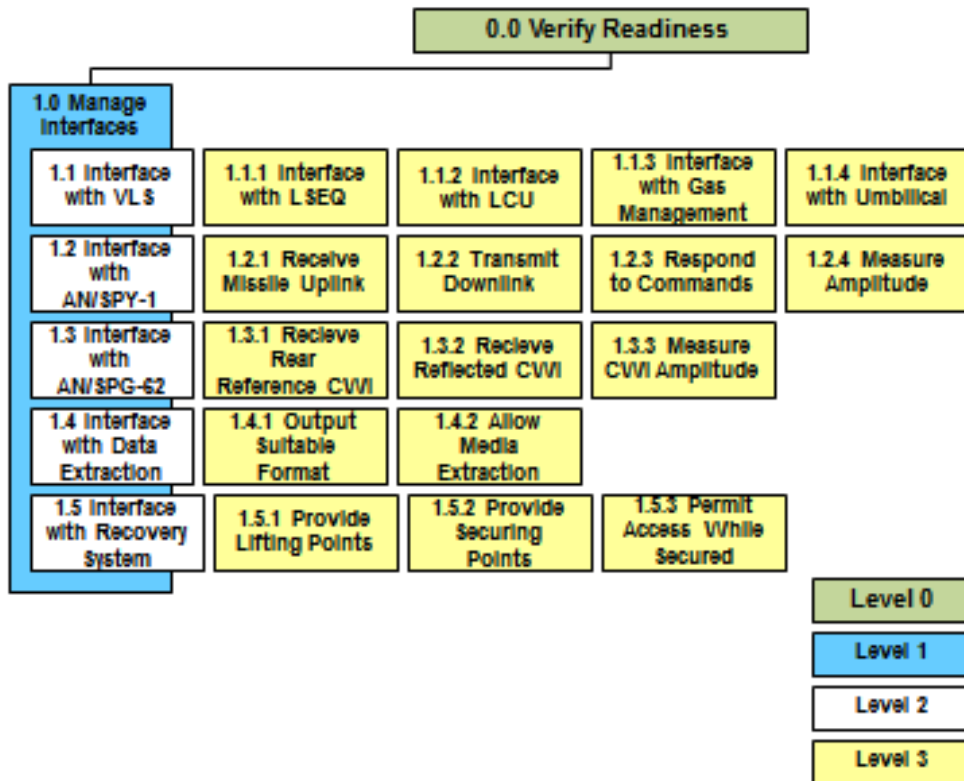 0.0 Verify Readiness
1.0 Manage
Interfaces
1.1 Interface
with VLS
1.1.1 Interface
with LSEQ
1.1.2 Interface
with LCU
1.1.3 Interface
with Gas
Management
1.1.4 Interface
with Umbilical
1.2 Interface
with
AN/SPY-1
1.2.1 Receive
Missile Uplink
1.2.2 Transmit
Downlink
1.2.3 Respond
to Commands
1.2.4 Measure
Amplitude
1.3 Interface
with
AN/SPG-62
1.3.1 Recieve
Rear
Reference CWI
1.3.2 Recieve
Reflected CWI
1.3.3 Measure
CWI Amplitude
1.4 Interface
with Data
Extraction
1.4.1 Output
Suitable
Format
1.4.2 Allow
Media
Extraction
1.5 Interface
with Recovery
System
1.5.1 Provide
Lifting Points
1.5.2 Provide
Securing
Points
1.5.3 Permit
Access While
Secured
Level 0
Level 1
Level 2
Level 3